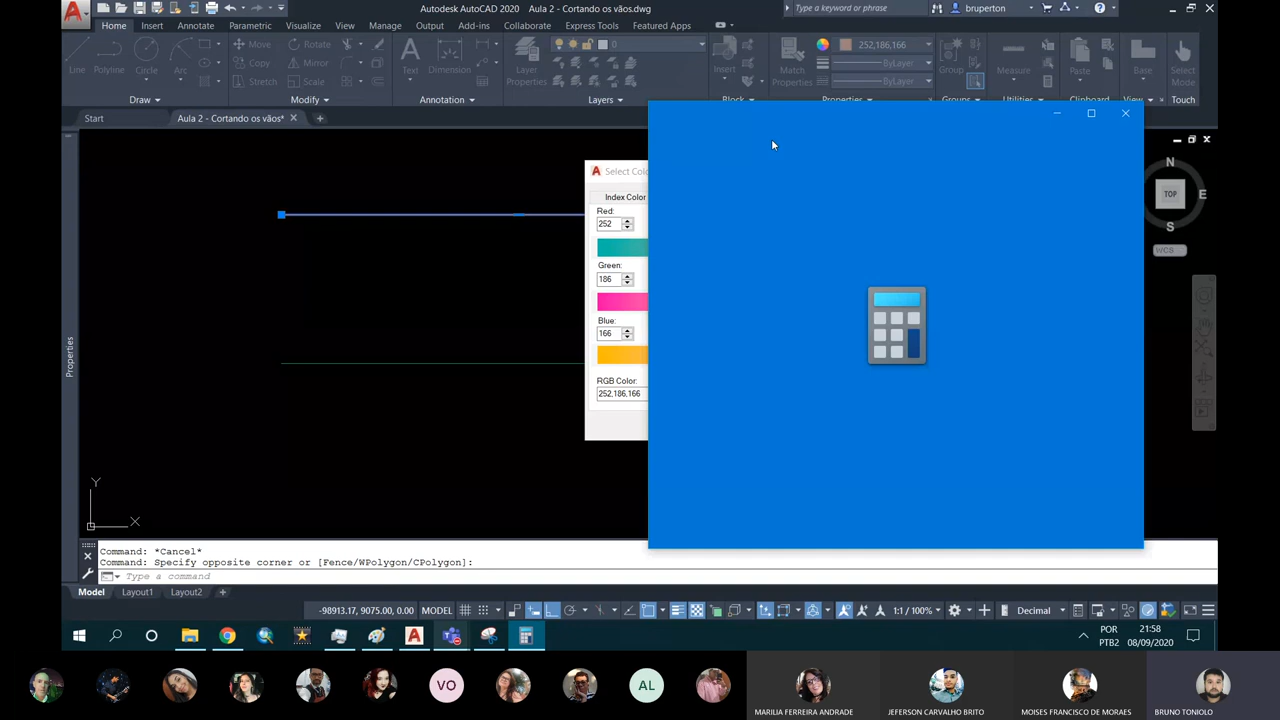 Autodesk AutoCAD 2020 Aula 2 - Cortando os vãos.dwg
Type a keyword or phrase
bruperton
Home Insert Annotate Parametric View Manage Output Add-ins Collaborate Express Tools Featured Apps
Line Polyline Circle Arc
Move Rotate
Copy Mirror
Stretch Scale
Text Dimension
Layer Properties
0
Insert
Match Properties
252,186,166
ByLayer
ByLayer
Group Measure Paste Base
Select Mode
Draw Modify Annotation Layers Block Properties Groups Utilities Clipboard View Touch
Start Aula 2 - Cortando os vãos*
Select Colo
Index Color
Red:
252
Green:
186
Blue:
166
RGB Color:
252,186,166
Properties
N
TOP E
S
WCS
Y
X
Command: *Cancel*
Command: Specify opposite corner or [Fence/WPolygon/CPolygon]:
Type a command
Model Layout1 Layout2
-98913.17, 9075.00, 0.00 MODEL 1:1 / 100% Decimal
POR
PTB2
21:58
08/09/2020
VO
AL
MARILIA FERREIRA ANDRADE
JEFERSON CARVALHO BRITO
MOISES FRANCISCO DE MORAES
BRUNO TONIOLO